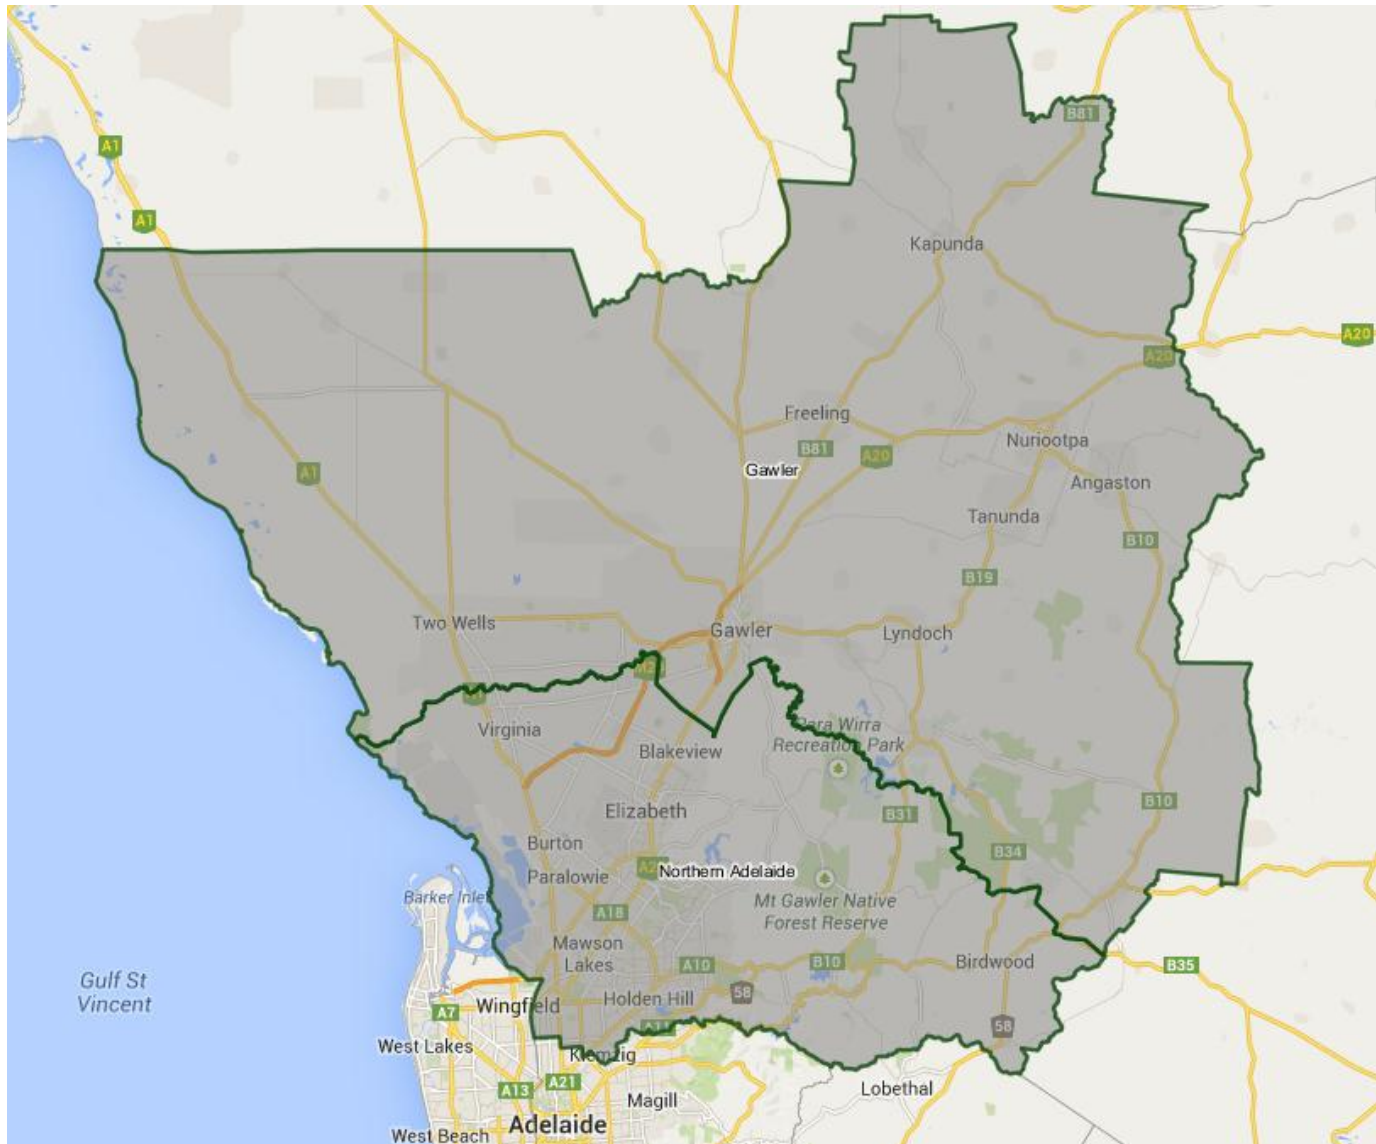 A1
B81
A1
Kapunda
A20
A20
Freeling
B81
Nuriootpa
A20
Gawler
A1
Angaston
Tanunda
B10
B19
Two Wells
Gawler
Lyndoch
Virginia
Para Wirra
Recreation Park
Blakeview
B10
Elizabeth
B31
Burton
B34
Northern Adelaide
Paralowie
Barker Inlet
Mt Gawler Native
Forest Reserve
A18
Mawson
Lakes
Birdwood
A10
B10
B35
Gulf St
Vincent
58
Holden Hill
Wingfield
A7
58
West Lakes
Klemzig
A21
A13
Lobethal
Magill
Adelaide
West Beach